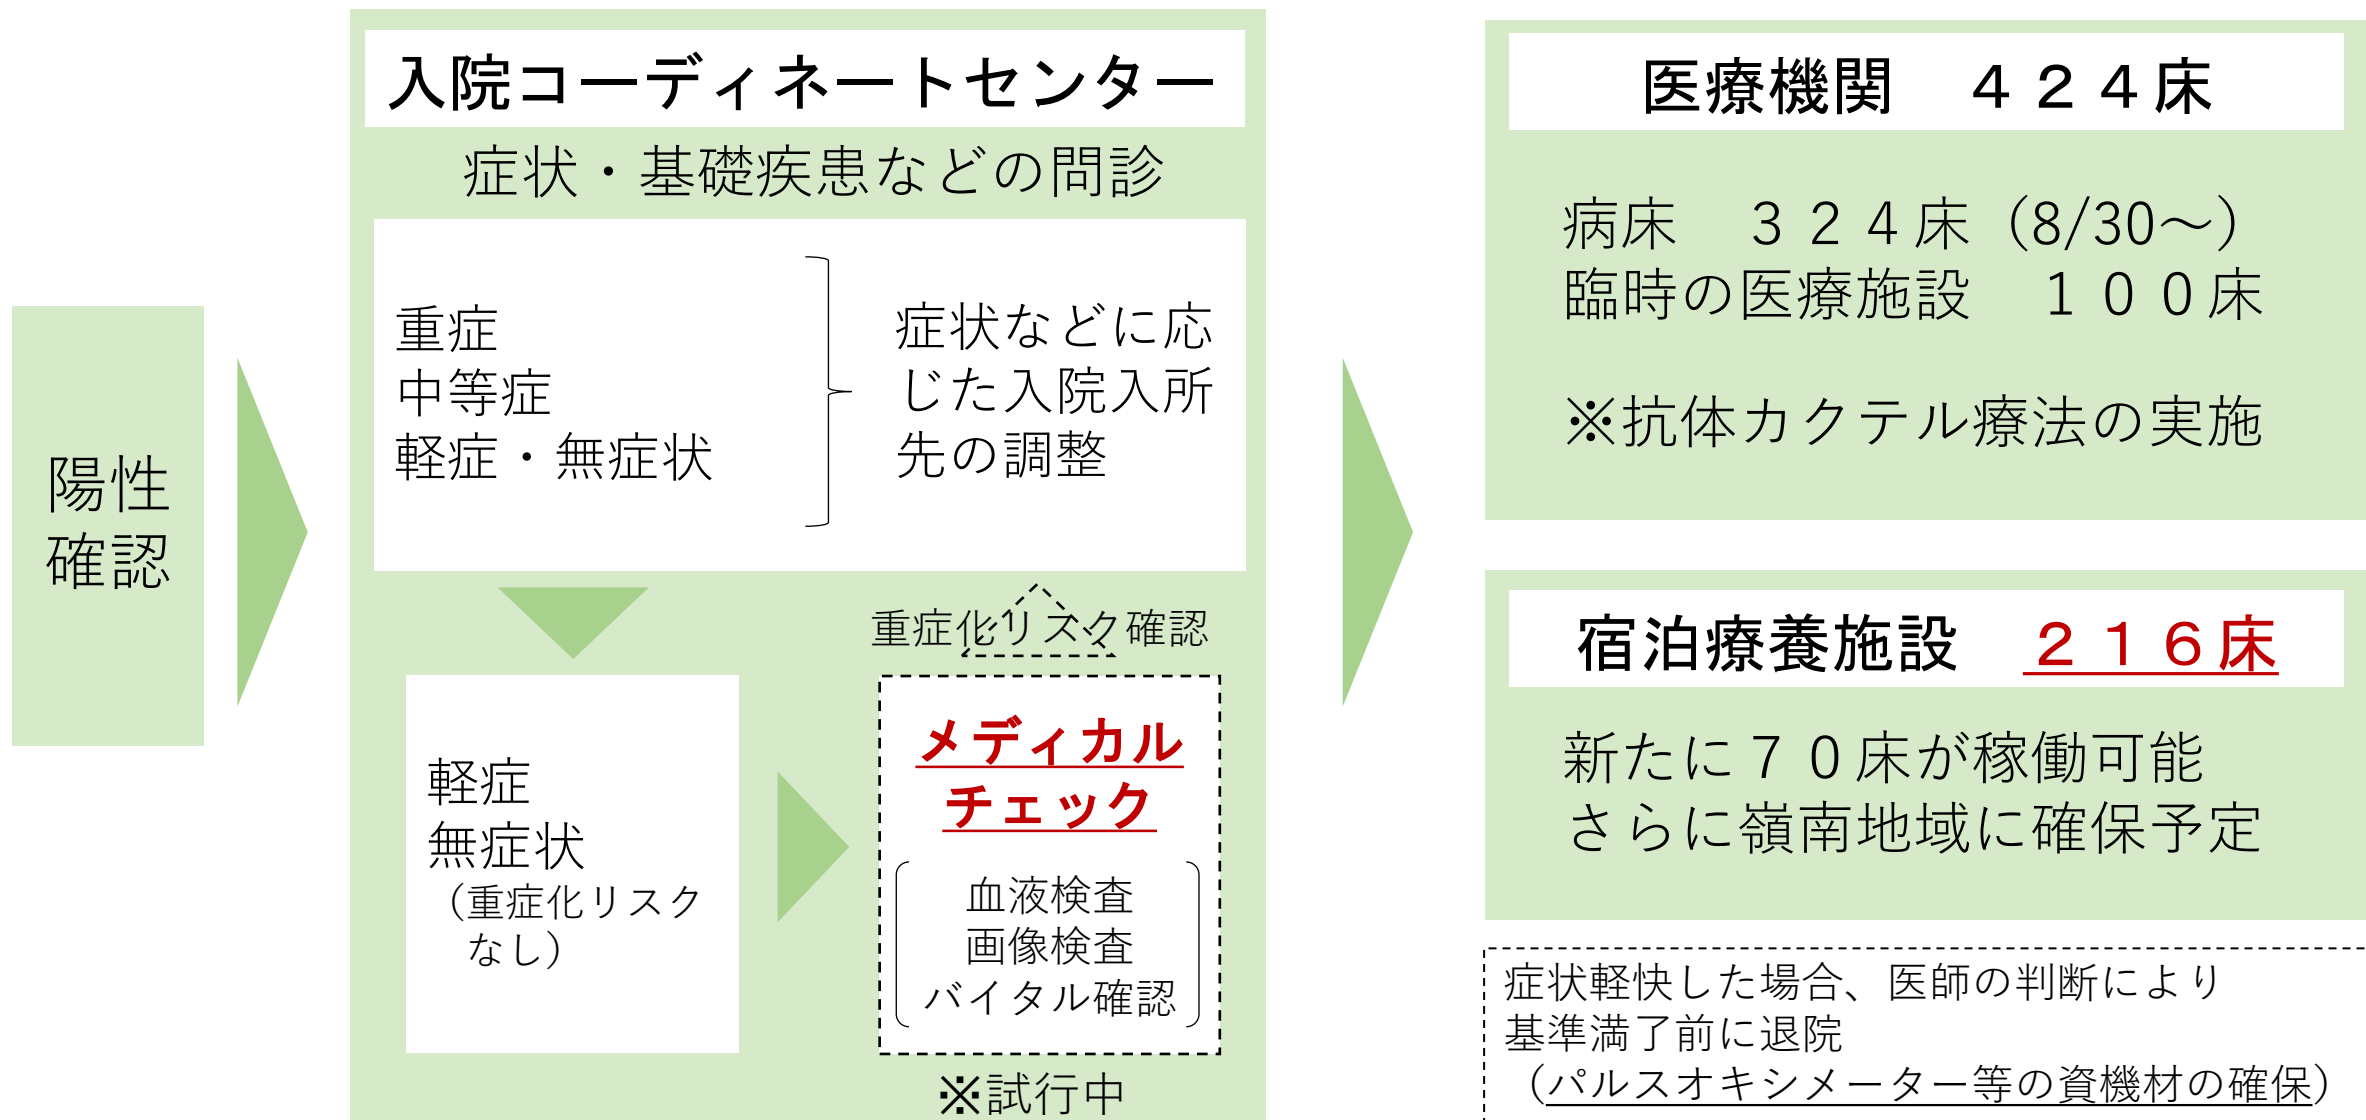 陽性
確認
入院コーディネートセンター
症状・基礎疾患などの問診
重症
中等症
軽症・無症状
症状などに応
じた入院入所
先の調整
重症化リスク確認
軽症
無症状
（重症化リスク
なし）
メディカル
チェック
血液検査
画像検査
バイタル確認
※試行中
医療機関　４２４床
病床　３２４床（8/30～）
臨時の医療施設　１００床
※抗体カクテル療法の実施
宿泊療養施設　２１６床
新たに７０床が稼働可能
さらに嶺南地域に確保予定
症状軽快した場合、医師の判断により
基準満了前に退院
（パルスオキシメーター等の資機材の確保）